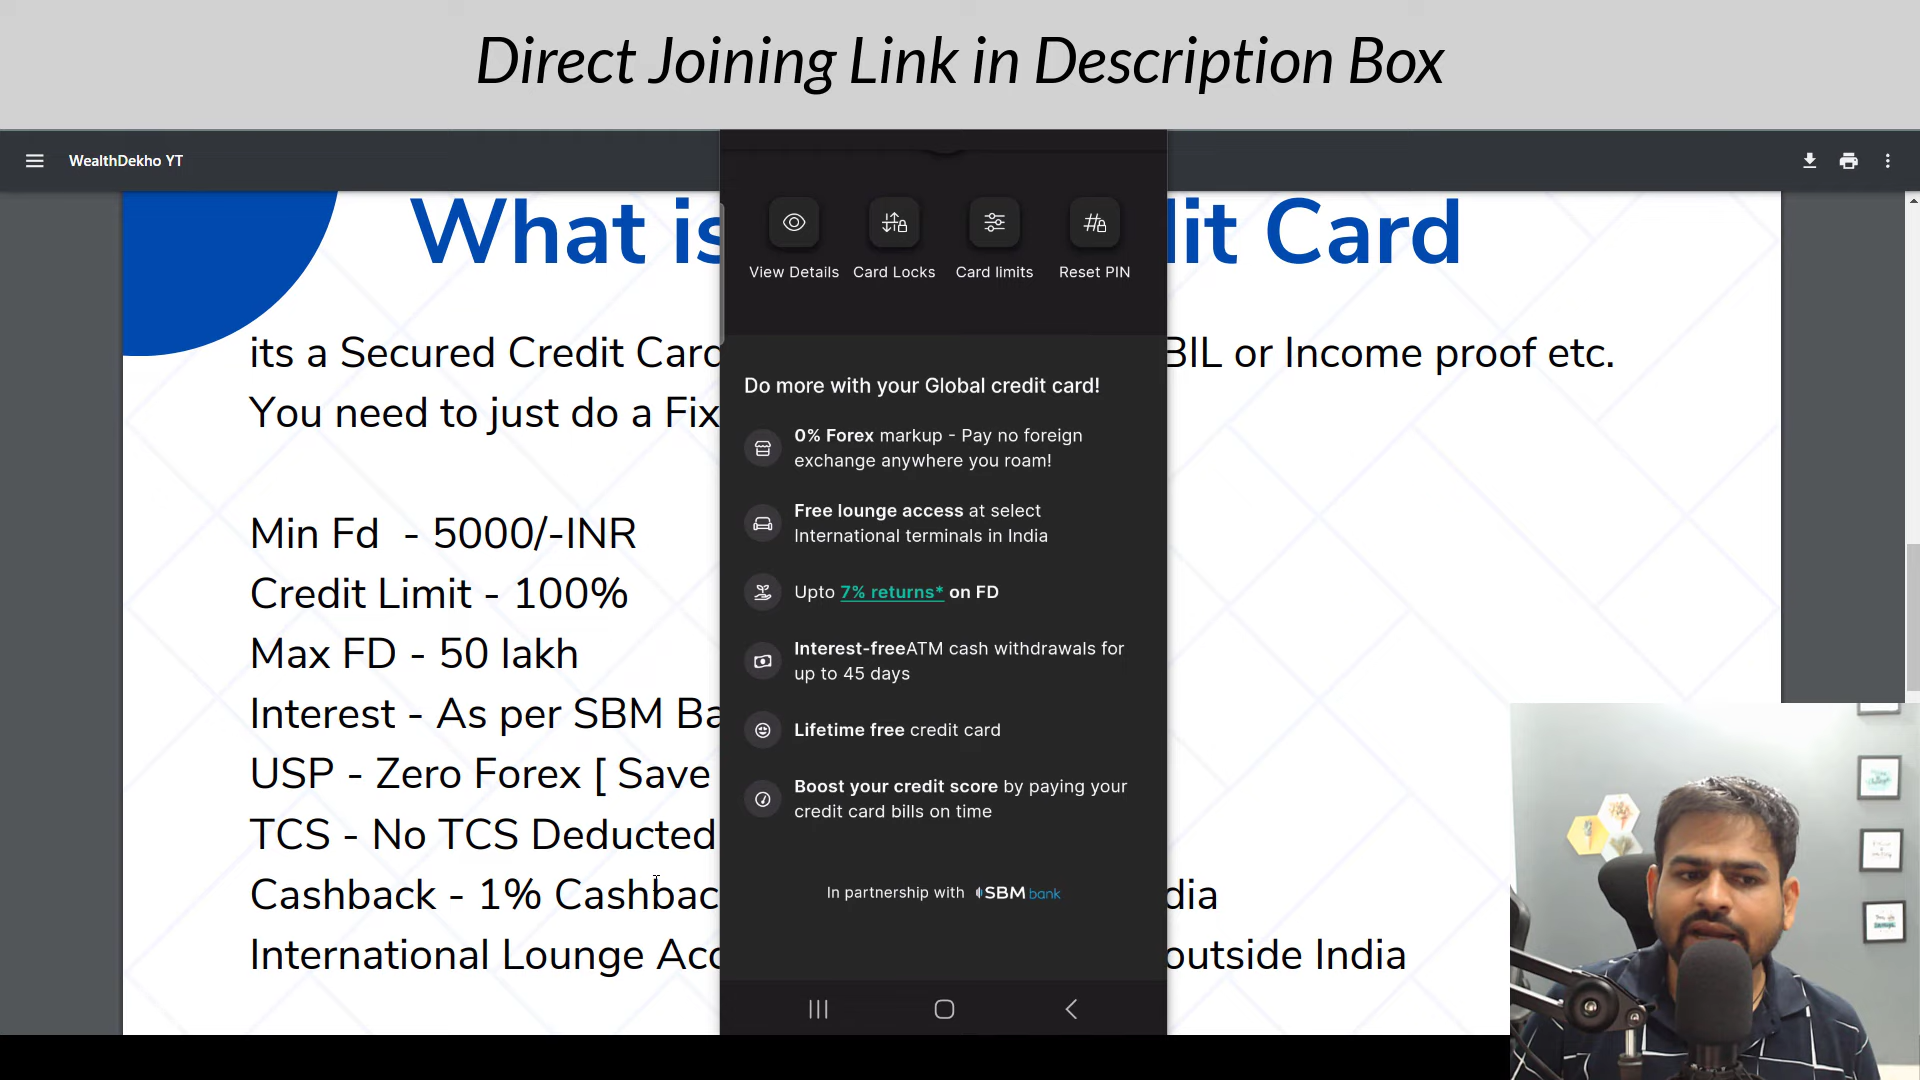 Direct Joining Link in Description Box
WealthDekho YT
What is
it Card
its a Secured Credit Card
BIL or Income proof etc.
You need to just do a Fix
Min Fd - 5000/-INR
Credit Limit - 100%
Max FD - 50 lakh
Interest - As per SBM Ba
USP - Zero Forex [ Save
TCS - No TCS Deducted
Cashback - 1% Cashbac
dia
International Lounge Acc
outside India
View Details
Card Locks
Card limits
Reset PIN
Do more with your Global credit card!
0% Forex markup - Pay no foreign
exchange anywhere you roam!
Free lounge access at select
International terminals in India
Upto 7% returns* on FD
Interest-freeATM cash withdrawals for
up to 45 days
Lifetime free credit card
Boost your credit score by paying your
credit card bills on time
In partnership with SBM bank